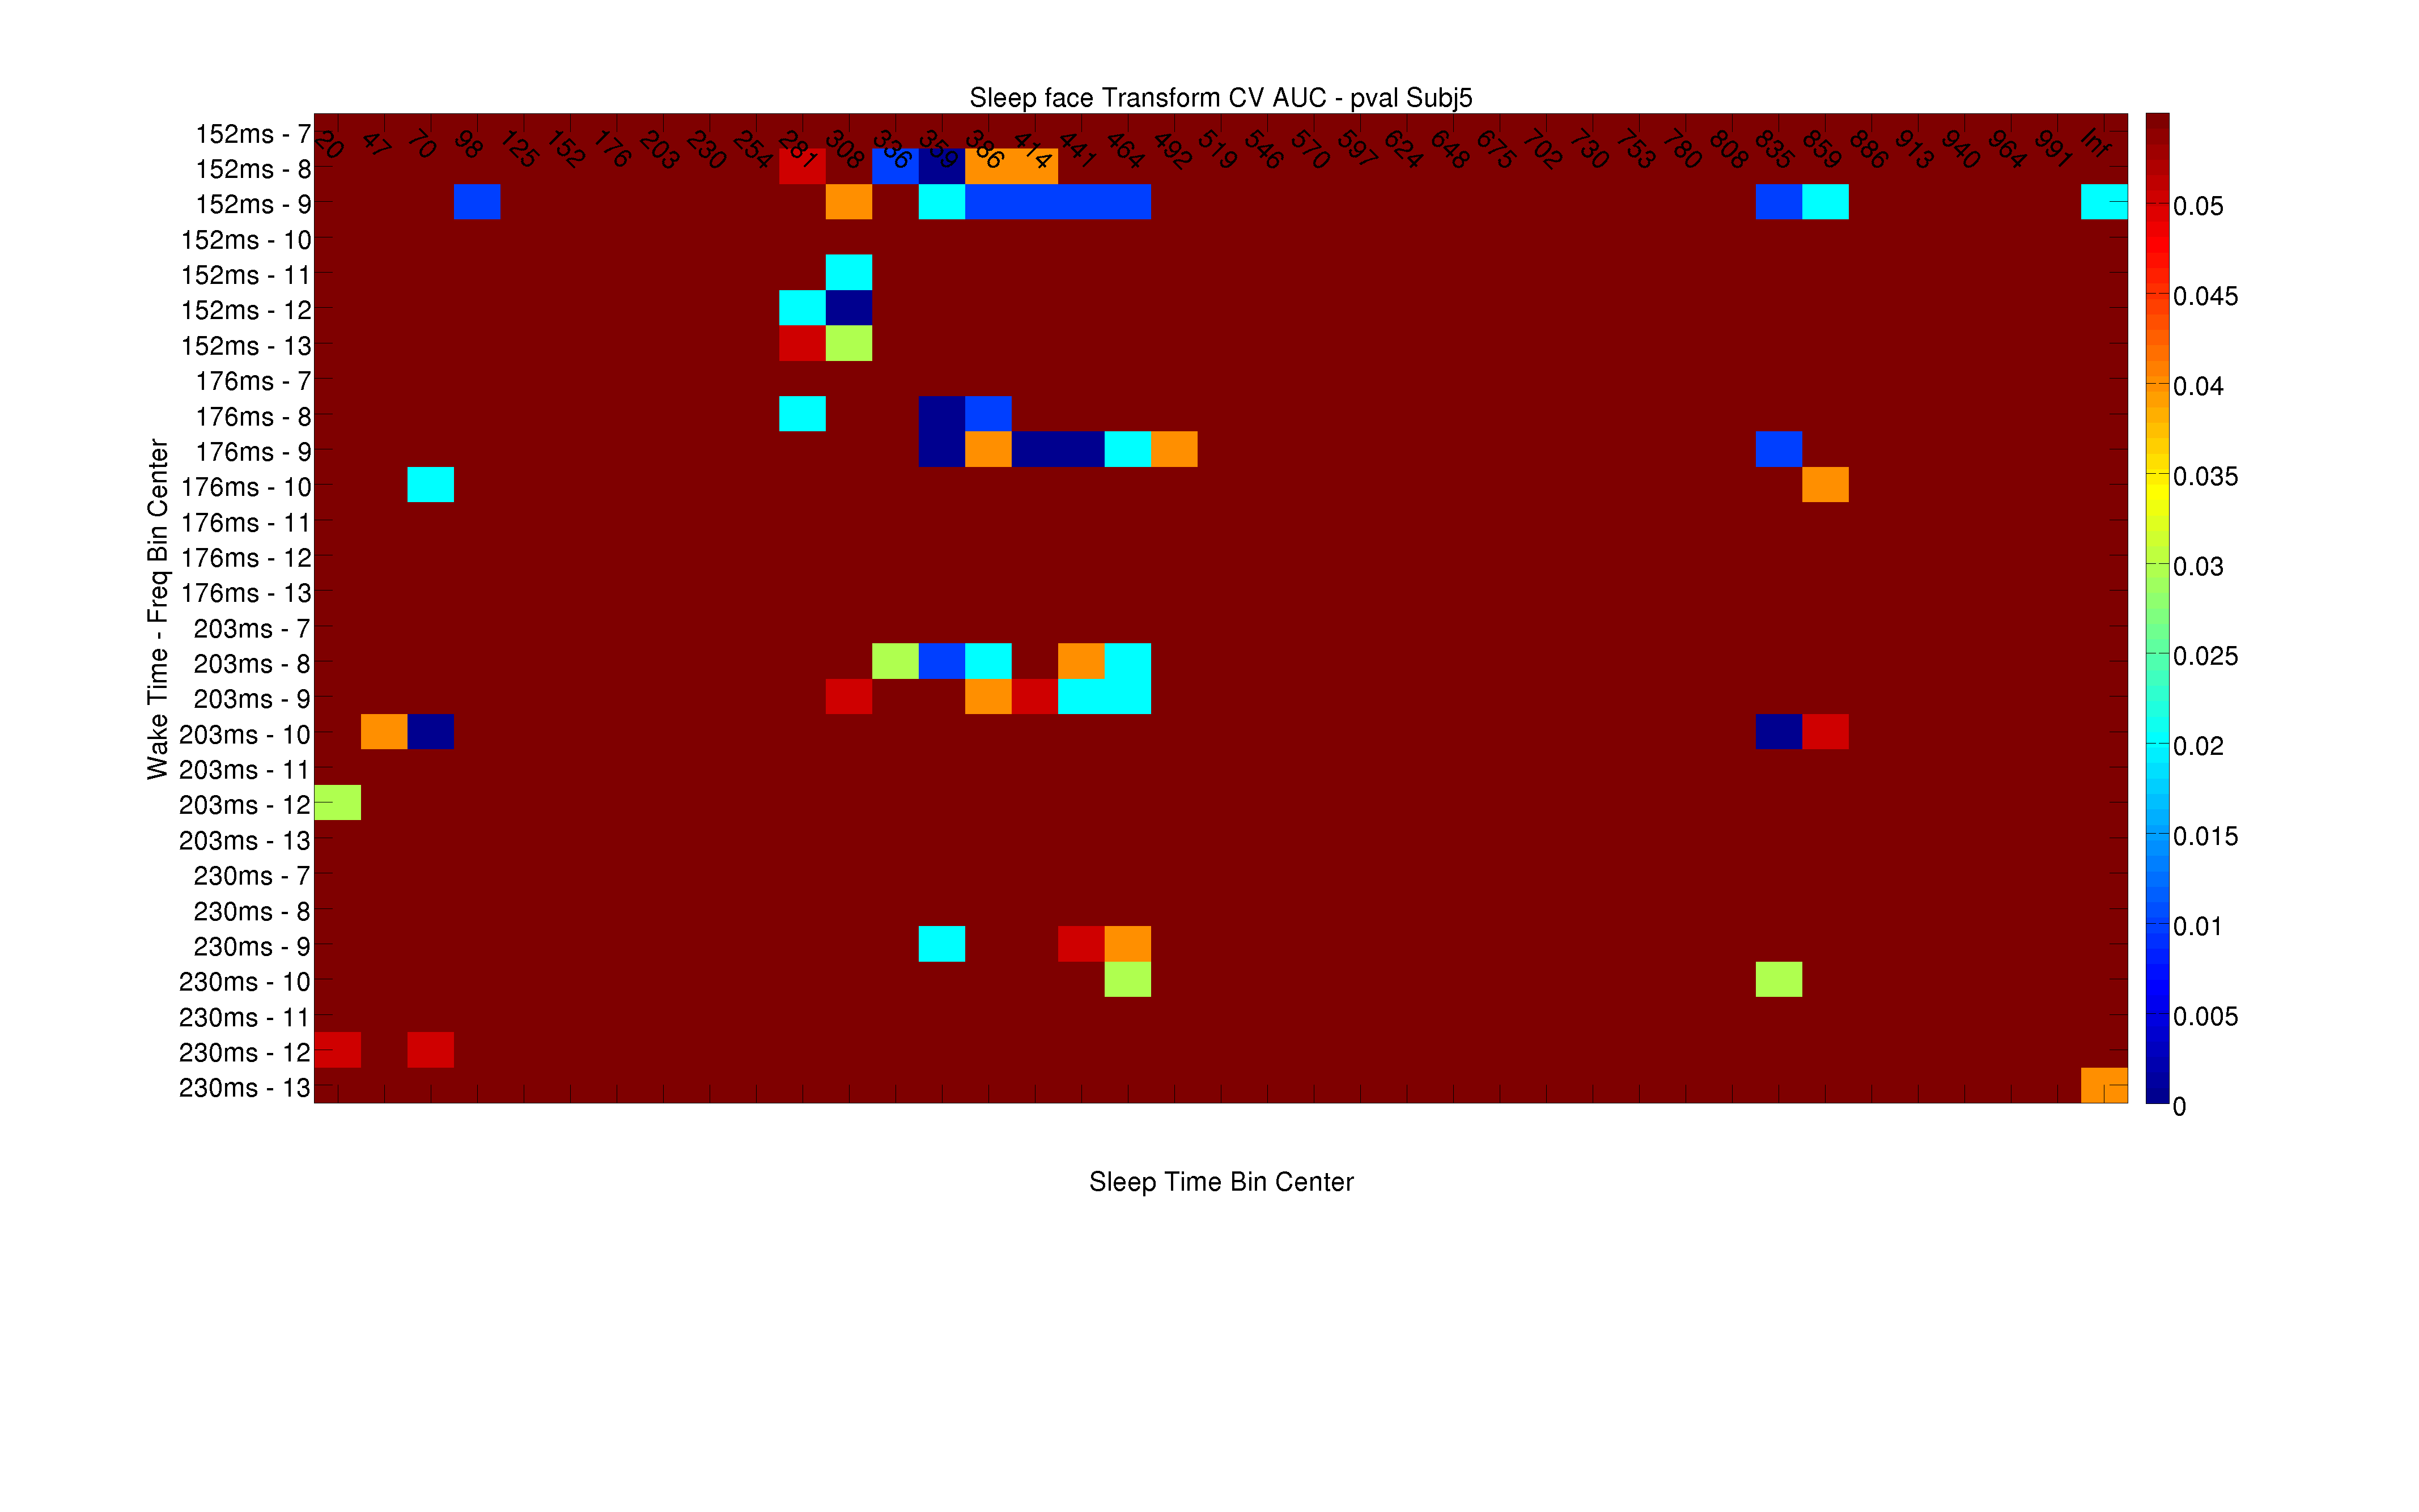 Sleep face Transform CV AUC - pval Subj5
20 47 70 98 125 152 176 203 230 254 281 308 336 359 386 414 441 464 492 519 546 570 597 624 648 675 702 730 753 780 808 835 859 886 913 940 964 991 Inf
152ms - 7
152ms - 8
152ms - 9
152ms - 10
152ms - 11
152ms - 12
152ms - 13
176ms - 7
176ms - 8
176ms - 9
176ms - 10
176ms - 11
176ms - 12
176ms - 13
203ms - 7
203ms - 8
203ms - 9
203ms - 10
203ms - 11
203ms - 12
203ms - 13
230ms - 7
230ms - 8
230ms - 9
230ms - 10
230ms - 11
230ms - 12
230ms - 13
Wake Time - Freq Bin Center
0.05
0.045
0.04
0.035
0.03
0.025
0.02
0.015
0.01
0.005
0
Sleep Time Bin Center